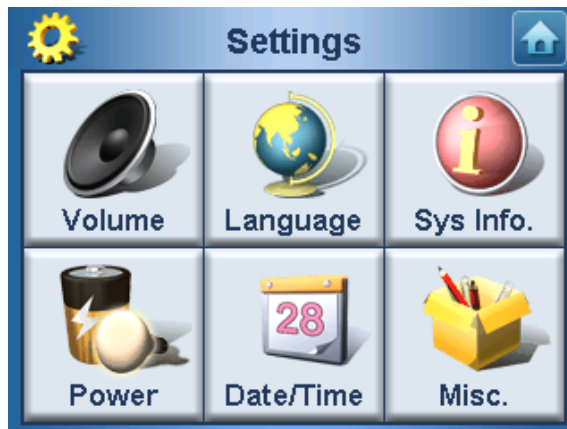 Settings
Volume
Language
Sys Info.
28
Power
Date/Time
Misc.